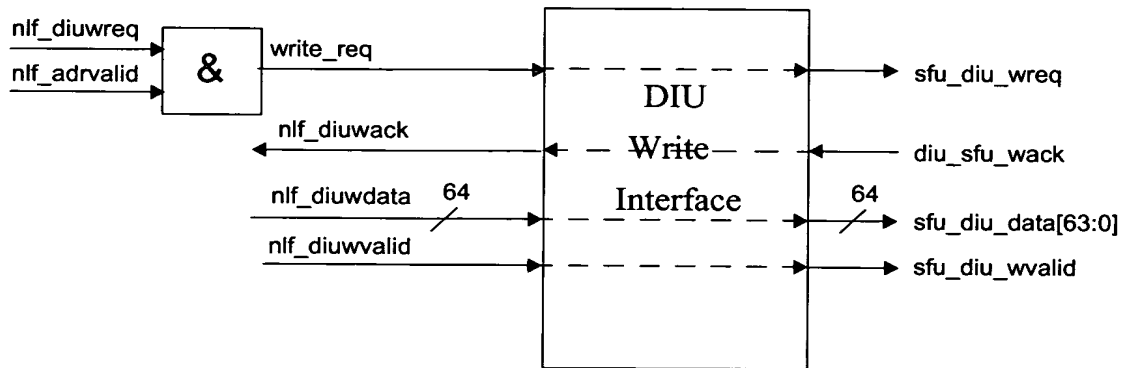 nlf_diuwreq
nlf_adrvalid
&
write_req
sfu_diu_wreq
DIU
nlf_diuwack
Write
diu_sfu_wack
nlf_diuwdata
64
Interface
64
sfu_diu_data[63:0]
nlf_diuwvalid
sfu_diu_wvalid